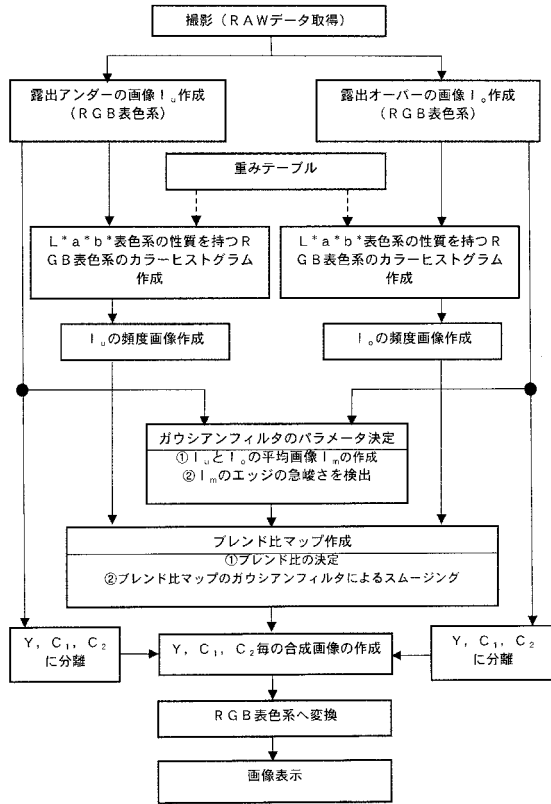 撮影（RAWデータ取得）
露出アンダーの画像Iᵤ作成
（RGB表色系）
露出オーバーの画像Iₒ作成
（RGB表色系）
重みテーブル
L*a*b*表色系の性質を持つR
GB表色系のカラーヒストグラム
作成
L*a*b*表色系の性質を持つR
GB表色系のカラーヒストグラム
作成
Iᵤの頻度画像作成
Iₒの頻度画像作成
ガウシアンフィルタのパラメータ決定
①IᵤとIₒの平均画像Iₘの作成
②Iₘのエッジの急峻さを検出
ブレンド比マップ作成
①ブレンド比の決定
②ブレンド比マップのガウシアンフィルタによるスムージング
Y，C₁，C₂
に分離
Y，C₁，C₂毎の合成画像の作成
Y，C₁，C₂
に分離
RGB表色系へ変換
画像表示